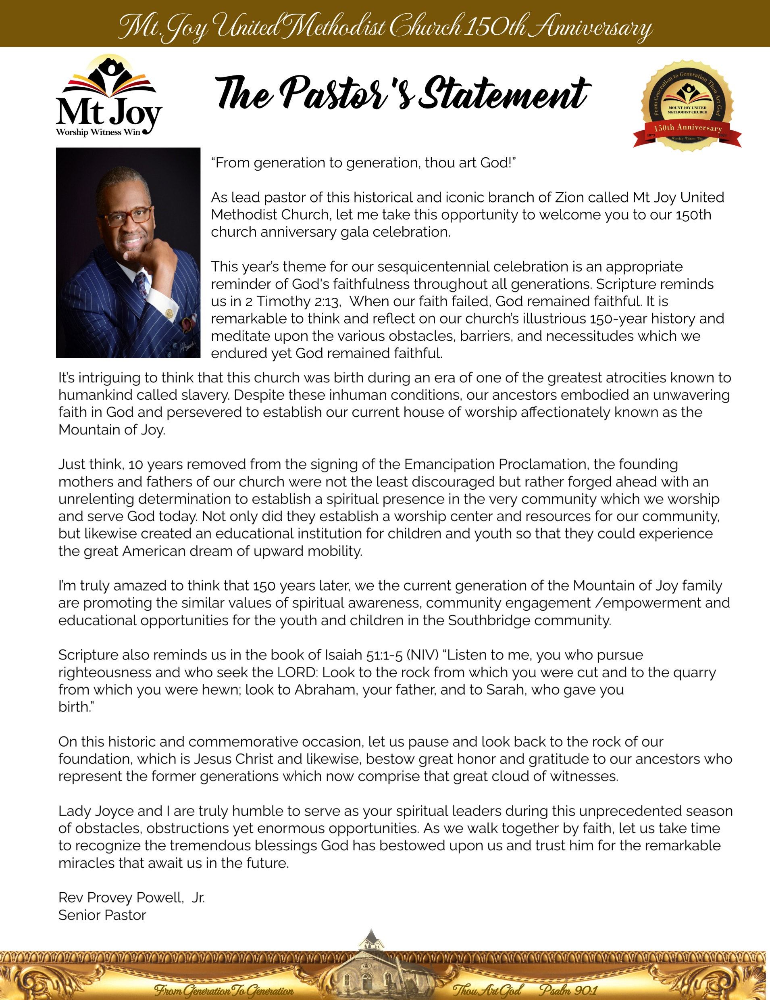 Mt. Joy United Methodist Church 150th Anniversary
Mt Joy
Worship Witness Win
The Pastor's Statement
From Generation to Generation Thou Art God
MOUNT JOY UNITED
METHODIST CHURCH
150th Anniversary
1873
2023
Worship Witness Win
“From generation to generation, thou art God!”
As lead pastor of this historical and iconic branch of Zion called Mt Joy United
Methodist Church, let me take this opportunity to welcome you to our 150th
church anniversary gala celebration.
This year’s theme for our sesquicentennial celebration is an appropriate
reminder of God's faithfulness throughout all generations. Scripture reminds
us in 2 Timothy 2:13,  When our faith failed, God remained faithful. It is
remarkable to think and reflect on our church’s illustrious 150-year history and
meditate upon the various obstacles, barriers, and necessitudes which we
endured yet God remained faithful.
It’s intriguing to think that this church was birth during an era of one of the greatest atrocities known to
humankind called slavery. Despite these inhuman conditions, our ancestors embodied an unwavering
faith in God and persevered to establish our current house of worship affectionately known as the
Mountain of Joy.
Just think, 10 years removed from the signing of the Emancipation Proclamation, the founding
mothers and fathers of our church were not the least discouraged but rather forged ahead with an
unrelenting determination to establish a spiritual presence in the very community which we worship
and serve God today. Not only did they establish a worship center and resources for our community,
but likewise created an educational institution for children and youth so that they could experience
the great American dream of upward mobility.
I’m truly amazed to think that 150 years later, we the current generation of the Mountain of Joy family
are promoting the similar values of spiritual awareness, community engagement /empowerment and
educational opportunities for the youth and children in the Southbridge community.
Scripture also reminds us in the book of Isaiah 51:1-5 (NIV) “Listen to me, you who pursue
righteousness and who seek the LORD: Look to the rock from which you were cut and to the quarry
from which you were hewn; look to Abraham, your father, and to Sarah, who gave you
birth.”
On this historic and commemorative occasion, let us pause and look back to the rock of our
foundation, which is Jesus Christ and likewise, bestow great honor and gratitude to our ancestors who
represent the former generations which now comprise that great cloud of witnesses.
Lady Joyce and I are truly humble to serve as your spiritual leaders during this unprecedented season
of obstacles, obstructions yet enormous opportunities. As we walk together by faith, let us take time
to recognize the tremendous blessings God has bestowed upon us and trust him for the remarkable
miracles that await us in the future.
Rev Provey Powell,  Jr.
Senior Pastor
From Generation To Generation
Thou Art God    Psalm 90:1